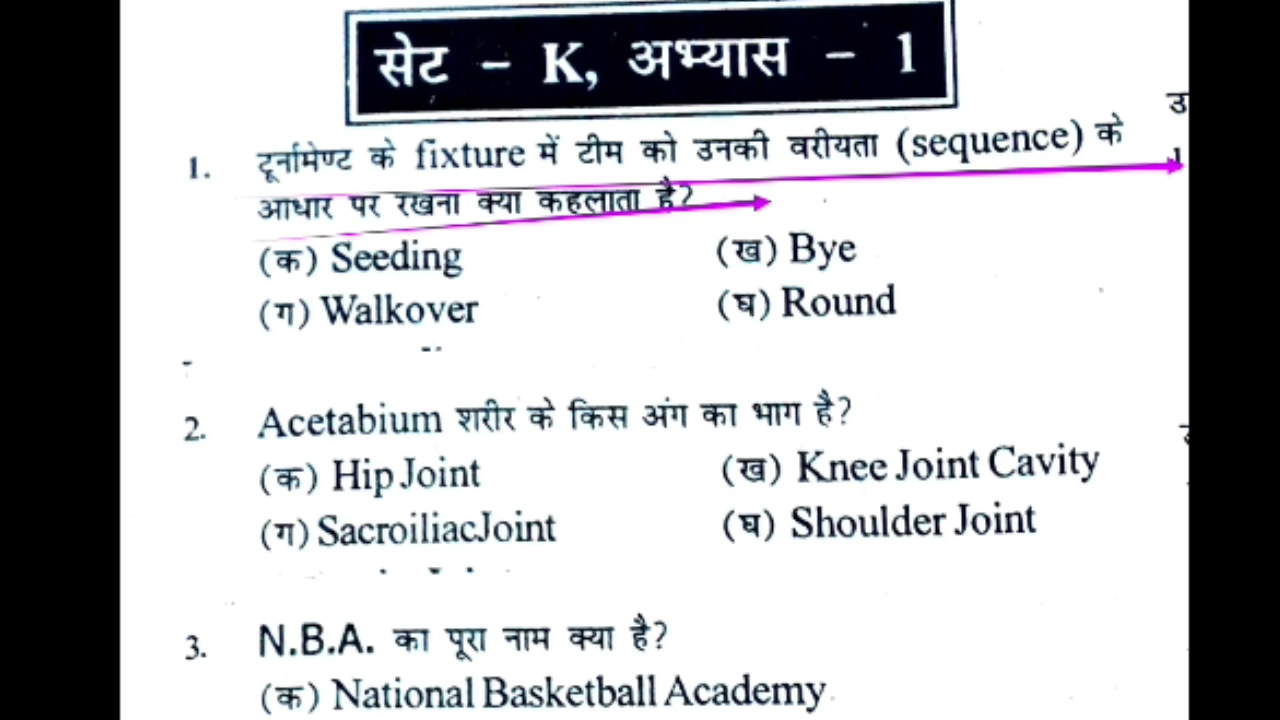 सेट - K, अभ्यास - 1
1. टूर्नामेण्ट के fixture में टीम को उनकी वरीयता (sequence) के
आधार पर रखना क्या कहलाता है?
(क) Seeding (ख) Bye
(ग) Walkover (घ) Round
2. Acetabium शरीर के किस अंग का भाग है?
(क) Hip Joint (ख) Knee Joint Cavity
(ग) SacroiliacJoint (घ) Shoulder Joint
3. N.B.A. का पूरा नाम क्या है?
(क) National Basketball Academy